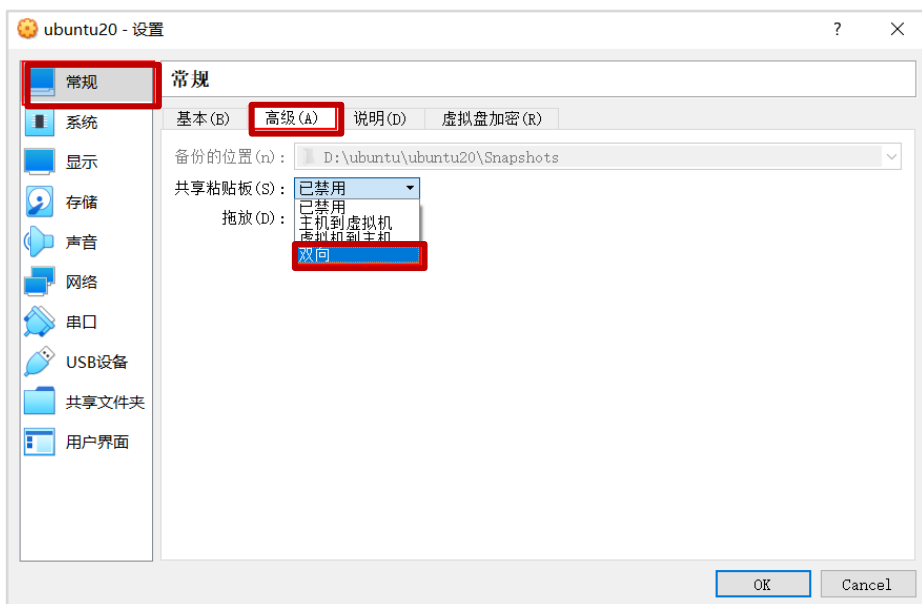 ubuntu20 - 设置
?
常规
系统
显示
存储
声音
网络
串口
USB设备
共享文件夹
用户界面
常规
基本(B) 高级(A) 说明(D) 虚拟盘加密(R)
备份的位置(n): D:\ubuntu\ubuntu20\Snapshots
共享粘贴板(S): 已禁用
已禁用
拖放(D): 主机到虚拟机
虚拟机到主机
双向
OK Cancel